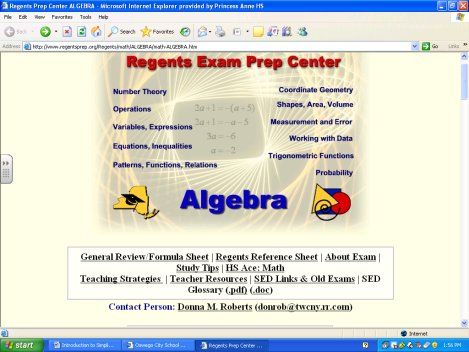 Regents Prep Center ALGEBRA - Microsoft Internet Explorer provided by Princess Anne HS
File Edit View Favorites Tools Help
Back Search Favorites
Address http://www.regentsprep.org/Regents/math/ALGEBRA/math-ALGEBRA.htm Go Links »
Regents Exam Prep Center
Number Theory
Operations
Variables, Expressions
Equations, Inequalities
Patterns, Functions, Relations
2a+1=-(a+5)
2a+1=-a-5
3a=-6
a=-2
Coordinate Geometry
Shapes, Area, Volume
Measurement and Error
Working with Data
Trigonometric Functions
Probability
Algebra
General Review/Formula Sheet | Regents Reference Sheet | About Exam |
Study Tips | HS Ace: Math
Teaching Strategies | Teacher Resources | SED Links & Old Exams | SED
Glossary (.pdf) (.doc)
Contact Person: Donna M. Roberts (donrob@twcny.rr.com)
Internet
start Introduction to Simpli... Oswego City School ... Regents Prep Center ... 1:58 PM